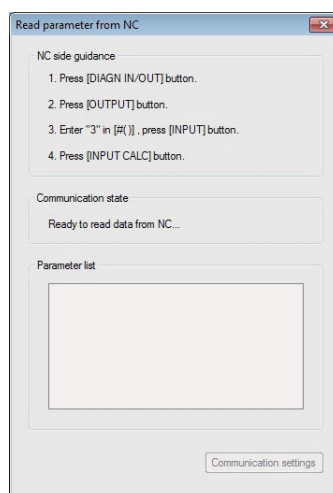 Read parameter from NC
NC side guidance
1. Press [DIAGN IN/OUT] button.
2. Press [OUTPUT] button.
3. Enter "3" in [#( )] , press [INPUT] button.
4. Press [INPUT CALC] button.
Communication state
Ready to read data from NC...
Parameter list
Communication settings